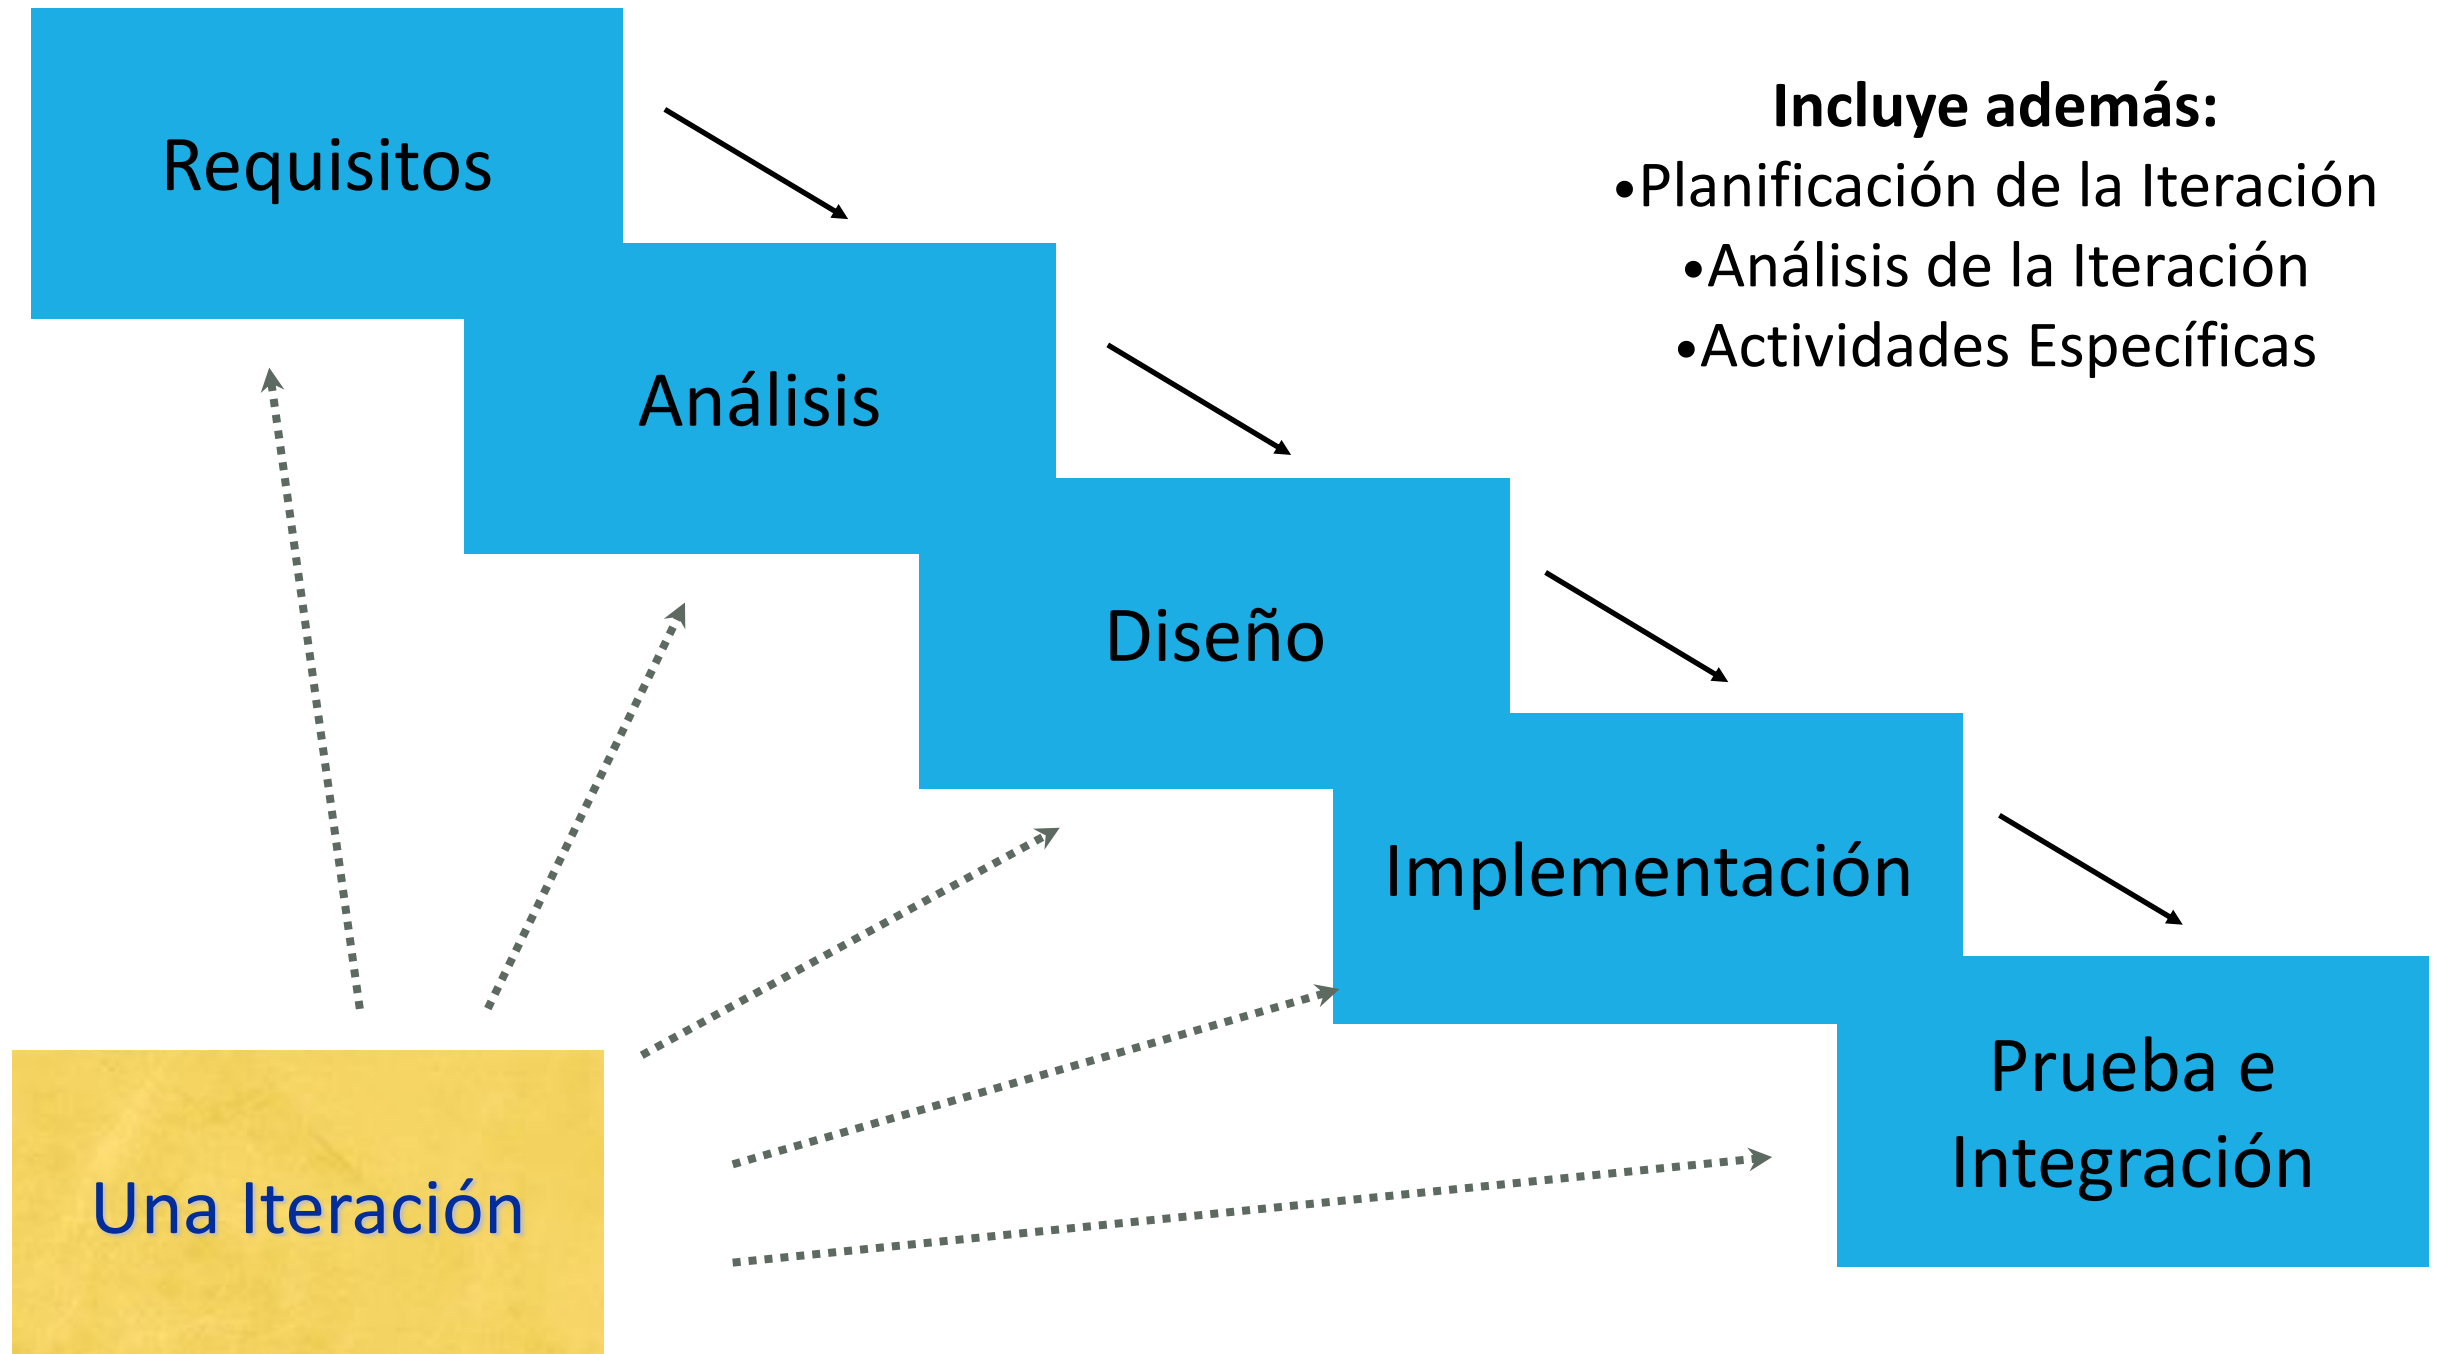 Requisitos
Incluye además:
•Planificación de la Iteración
•Análisis de la Iteración
•Actividades Específicas
Análisis
Diseño
Implementación
Prueba e
Integración
Una Iteración